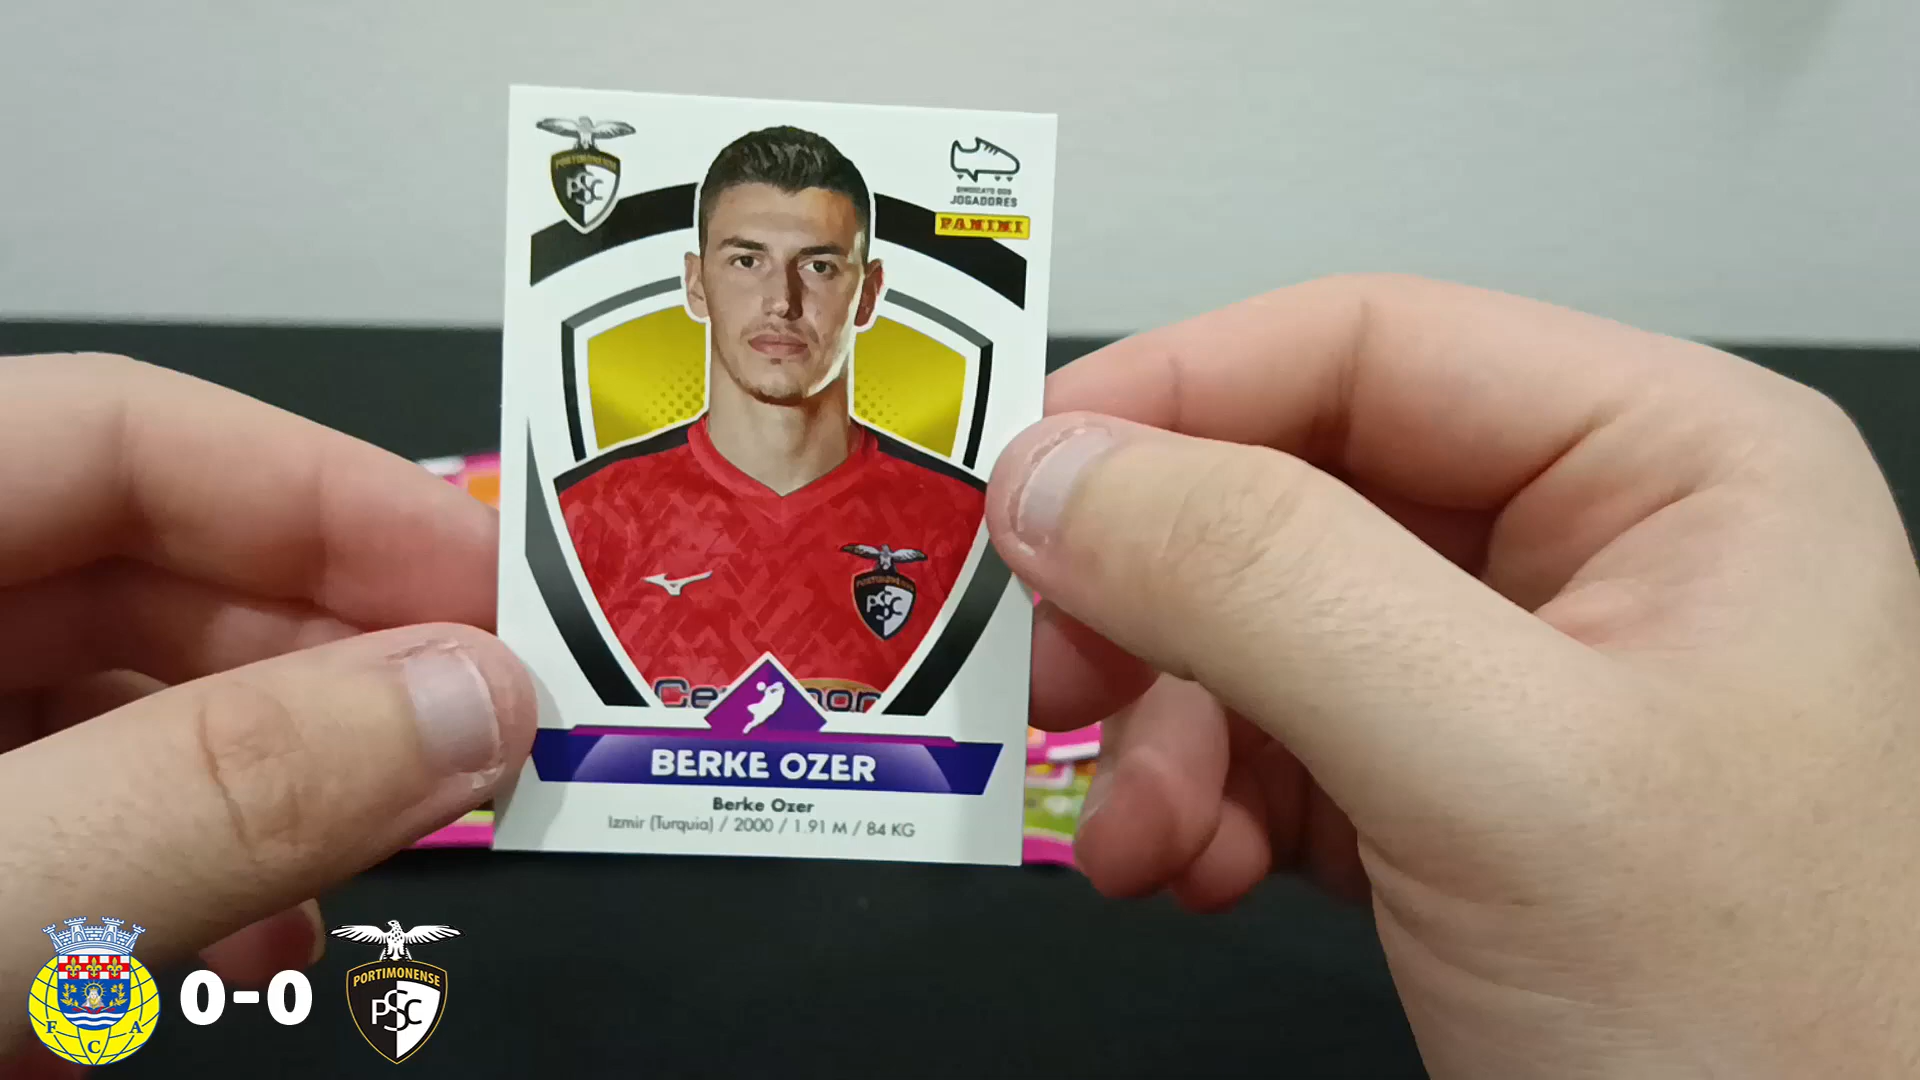 PORTIMONENSE
PSC
SINDICATO DOS
JOGADORES
PANINI
PORTIMONENSE
PSC
BERKE OZER
Berke Ozer
Izmir (Turquia) / 2000 / 1.91 M / 84 KG
F C A
0-0
PORTIMONENSE
PSC